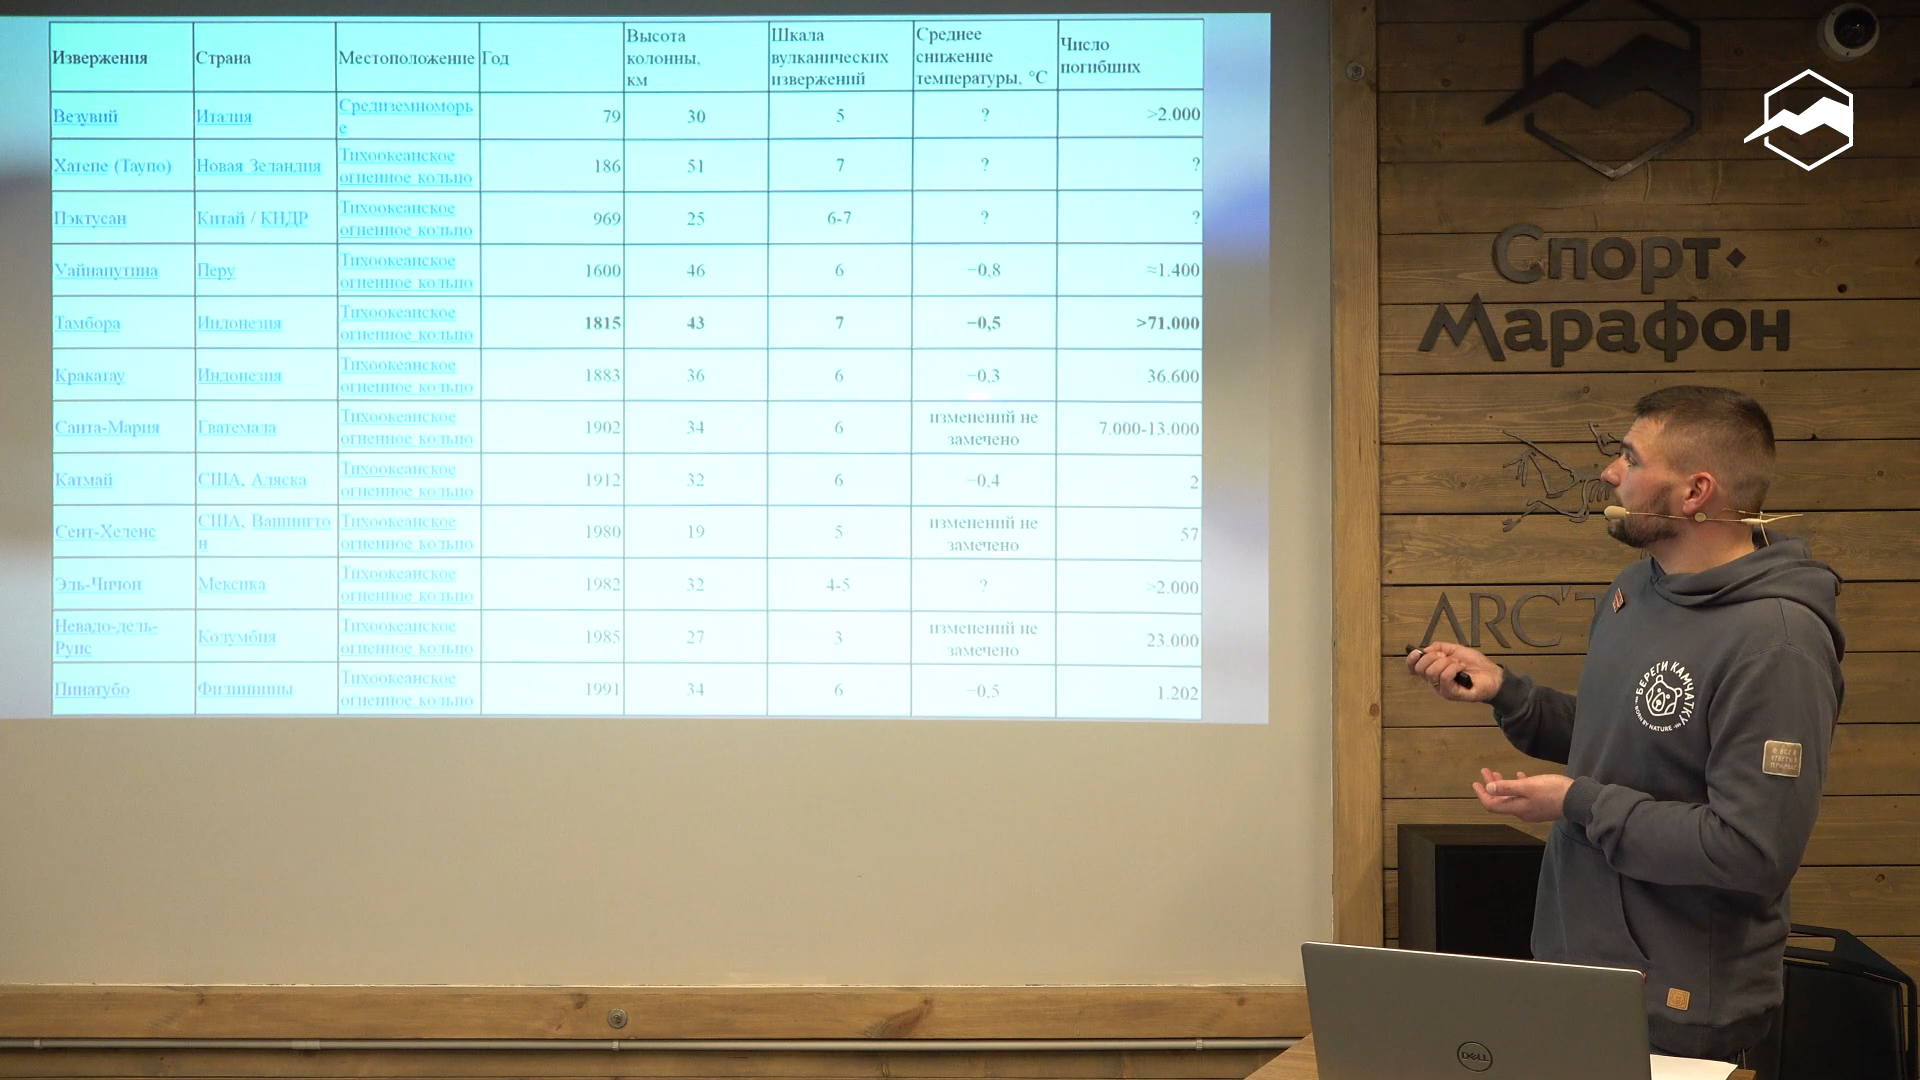 Извержения Страна Местоположение Год Высота колонны, км Шкала вулканических извержений Среднее снижение температуры, °C Число погибших
Везувий Италия Средиземноморье 79 30 5 ? >2.000
Хатепе (Таупо) Новая Зеландия Тихоокеанское огненное кольцо 186 51 7 ? ?
Пэктусан Китай / КНДР Тихоокеанское огненное кольцо 969 25 6-7 ? ?
Уайнапутина Перу Тихоокеанское огненное кольцо 1600 46 6 −0,8 ≈1.400
Тамбора Индонезия Тихоокеанское огненное кольцо 1815 43 7 −0,5 >71.000
Кракатау Индонезия Тихоокеанское огненное кольцо 1883 36 6 −0,3 36.600
Санта-Мария Гватемала Тихоокеанское огненное кольцо 1902 34 6 изменений не замечено 7.000-13.000
Катмай США, Аляска Тихоокеанское огненное кольцо 1912 32 6 −0,4 2
Сент-Хеленс США, Вашингтон Тихоокеанское огненное кольцо 1980 19 5 изменений не замечено 57
Эль-Чичон Мексика Тихоокеанское огненное кольцо 1982 32 4-5 ? >2.000
Невадо-дель-Руис Колумбия Тихоокеанское огненное кольцо 1985 27 3 изменений не замечено 23.000
Пинатубо Филиппины Тихоокеанское огненное кольцо 1991 34 6 −0,5 1.202
Спорт-
Марафон
ARC'T
БЕРЕГИ КАМЧАТКУ
BORN BY NATURE
DELL